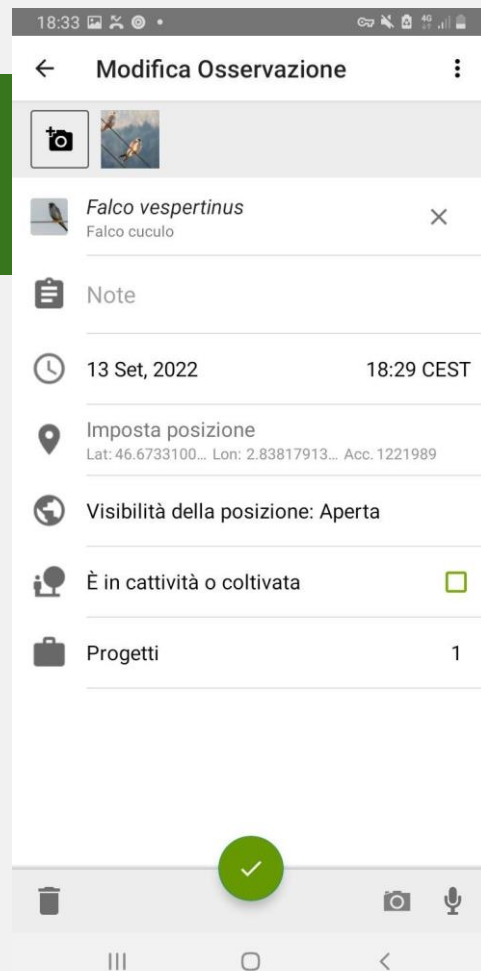 18:33
4G
Modifica Osservazione
Falco vespertinus
Falco cuculo
Note
13 Set, 2022 18:29 CEST
Imposta posizione
Lat: 46.6733100... Lon: 2.83817913... Acc. 1221989
Visibilità della posizione: Aperta
È in cattività o coltivata
Progetti 1